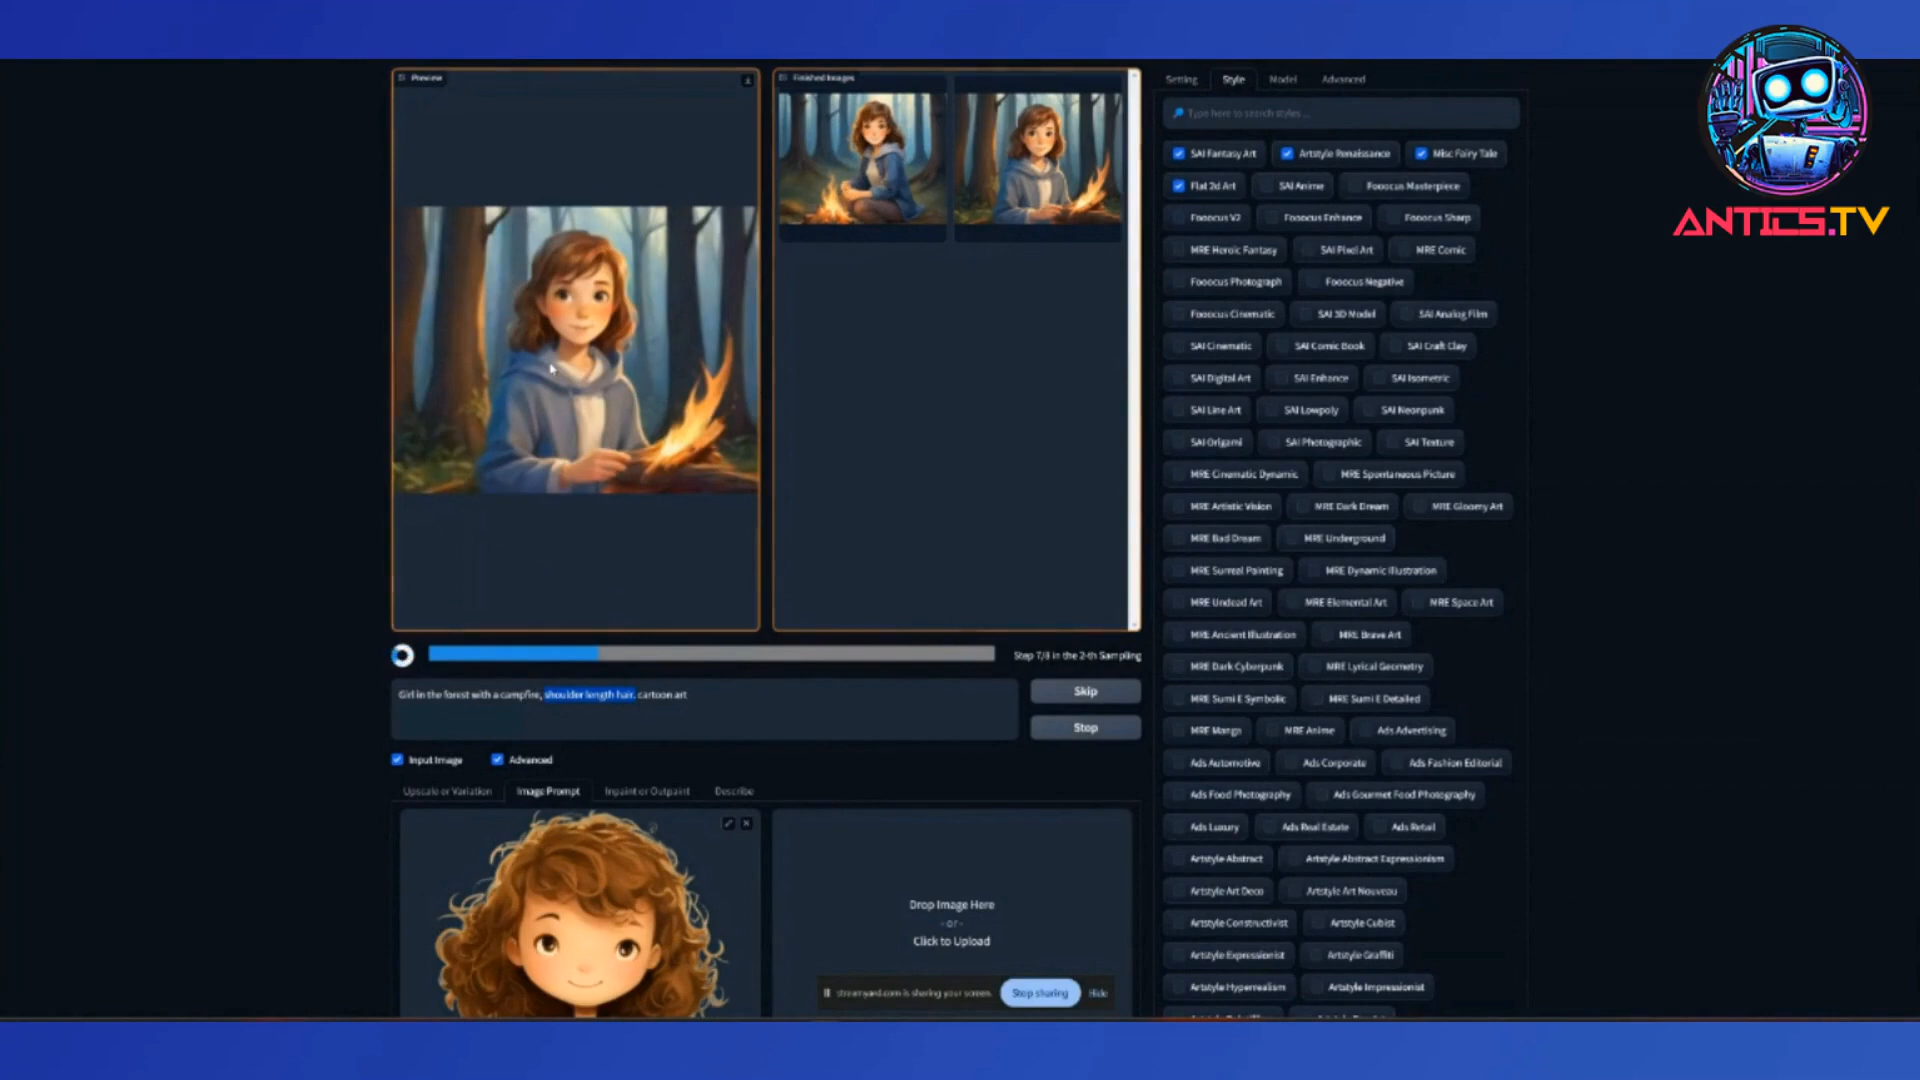 Preview
Finished Images
Setting Style Model Advanced
ANTICS.TV
Type here to search styles ...
SAI Fantasy Art Artstyle Renaissance Misc Fairy Tale
Flat 2d Art SAI Anime Fooocus Masterpiece
Fooocus V2 Fooocus Enhance Fooocus Sharp
MRE Heroic Fantasy SAI Pixel Art MRE Comic
Fooocus Photograph Fooocus Negative
Fooocus Cinematic SAI 3D Model SAI Analog Film
SAI Cinematic SAI Comic Book SAI Craft Clay
SAI Digital Art SAI Enhance SAI Isometric
SAI Line Art SAI Lowpoly SAI Neonpunk
SAI Origami SAI Photographic SAI Texture
MRE Cinematic Dynamic MRE Spontaneous Picture
MRE Artistic Vision MRE Dark Dream MRE Gloomy Art
MRE Bad Dream MRE Underground
MRE Surreal Painting MRE Dynamic Illustration
MRE Undead Art MRE Elemental Art MRE Space Art
MRE Ancient Illustration MRE Brave Art
MRE Dark Cyberpunk MRE Lyrical Geometry
MRE Sumi E Symbolic MRE Sumi E Detailed
MRE Manga MRE Anime Ads Advertising
Ads Automotive Ads Corporate Ads Fashion Editorial
Ads Food Photography Ads Gourmet Food Photography
Ads Luxury Ads Real Estate Ads Retail
Artstyle Abstract Artstyle Abstract Expressionism
Artstyle Art Deco Artstyle Art Nouveau
Artstyle Constructivist Artstyle Cubist
Artstyle Expressionist Artstyle Graffiti
Artstyle Hyperrealism Artstyle Impressionist
Step 7/8 in the 2-th Sampling
Girl in the forest with a campfire, shoulder length hair, cartoon art
Skip
Stop
Input Image Advanced
Upscale or Variation Image Prompt Inpaint or Outpaint Describe
Drop Image Here
- or -
Click to Upload
streamyard.com is sharing your screen. Stop sharing Hide